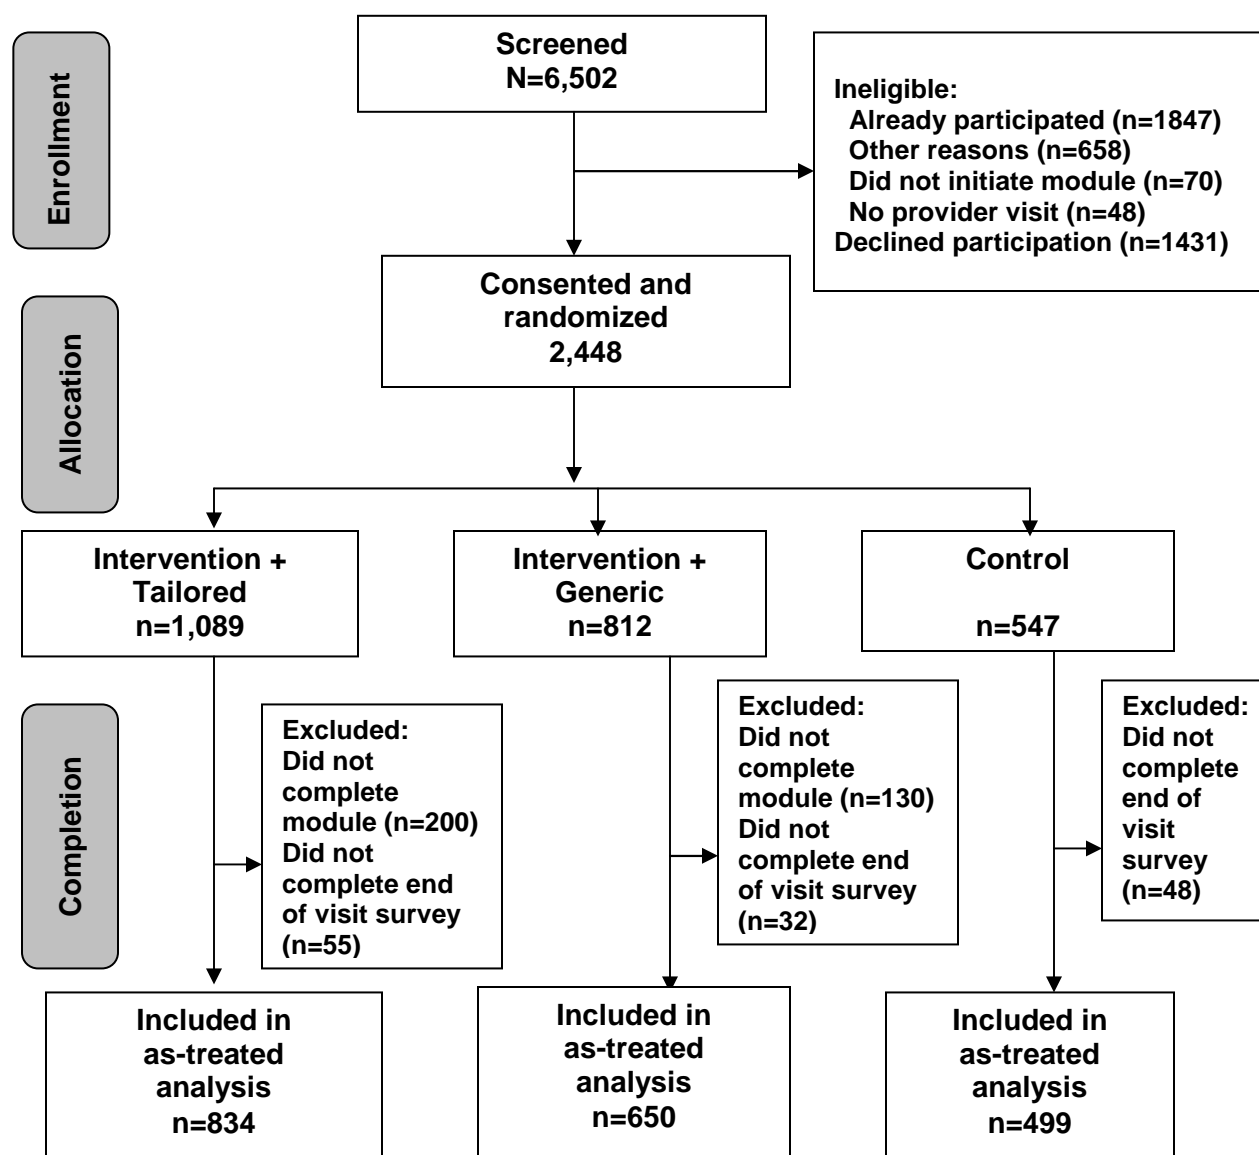 Enrollment
Screened
N=6,502
Ineligible:
Already participated (n=1847)
Other reasons (n=658)
Did not initiate module (n=70)
No provider visit (n=48)
Declined participation (n=1431)
Consented and
randomized
2,448
Allocation
Intervention +
Tailored
n=1,089
Intervention +
Generic
n=812
Control
n=547
Completion
Excluded:
Did not
complete
module (n=200)
Did not
complete end
of visit survey
(n=55)
Excluded:
Did not
complete
module (n=130)
Did not
complete end
of visit survey
(n=32)
Excluded:
Did not
complete
end of
visit
survey
(n=48)
Included in
as-treated
analysis
n=834
Included in
as-treated
analysis
n=650
Included in
as-treated
analysis
n=499